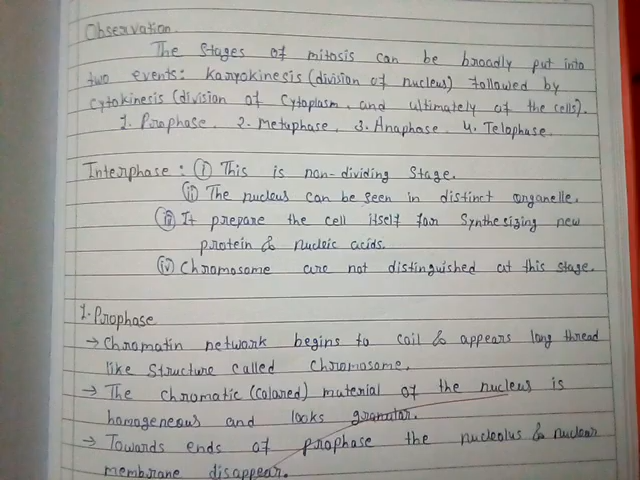 Observation.
The Stages of mitosis can be broadly put into
two events: karyokinesis (division of nucleus) followed by
cytokinesis (division of cytoplasm, and ultimately of the cells).
1. Prophase. 2. Metaphase, 3. Anaphase. 4. Telophase
Interphase : (i) This is non-dividing Stage.
(ii) The nucleus can be seen in distinct organelle.
(iii) It prepare the cell itself for Synthesizing new
protein & nucleic acids.
(iv) Chromosome are not distinguished at this stage.
1. Prophase
→ Chromatin network begins to coil & appears long thread
like Structure called Chromosome.
→ The chromatic (colored) material of the nucleus is
homogeneous and looks granular.
→ Towards ends of prophase the nucleolus & nuclear
membrane disappear.